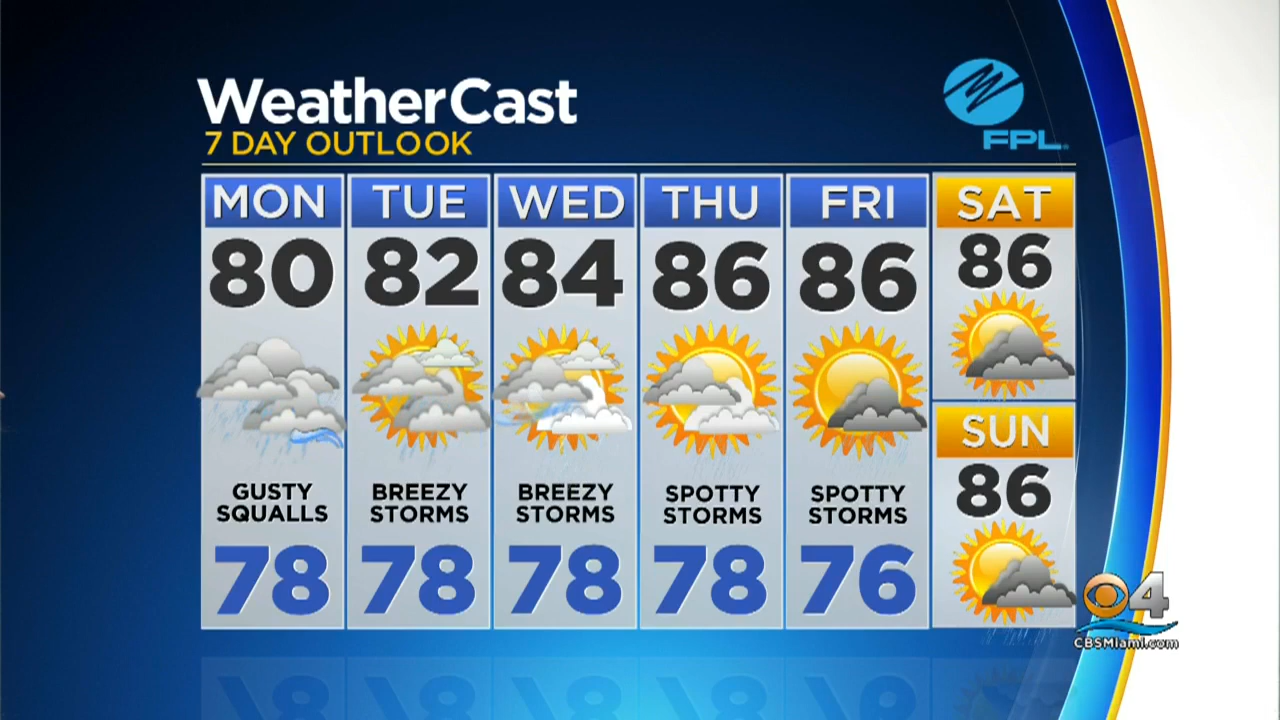 WeatherCast
7 DAY OUTLOOK
FPL.
MON
80
GUSTY
SQUALLS
78
TUE
82
BREEZY
STORMS
78
WED
84
BREEZY
STORMS
78
THU
86
SPOTTY
STORMS
78
FRI
86
SPOTTY
STORMS
76
SAT
86
SUN
86
4
CBSMiami.com